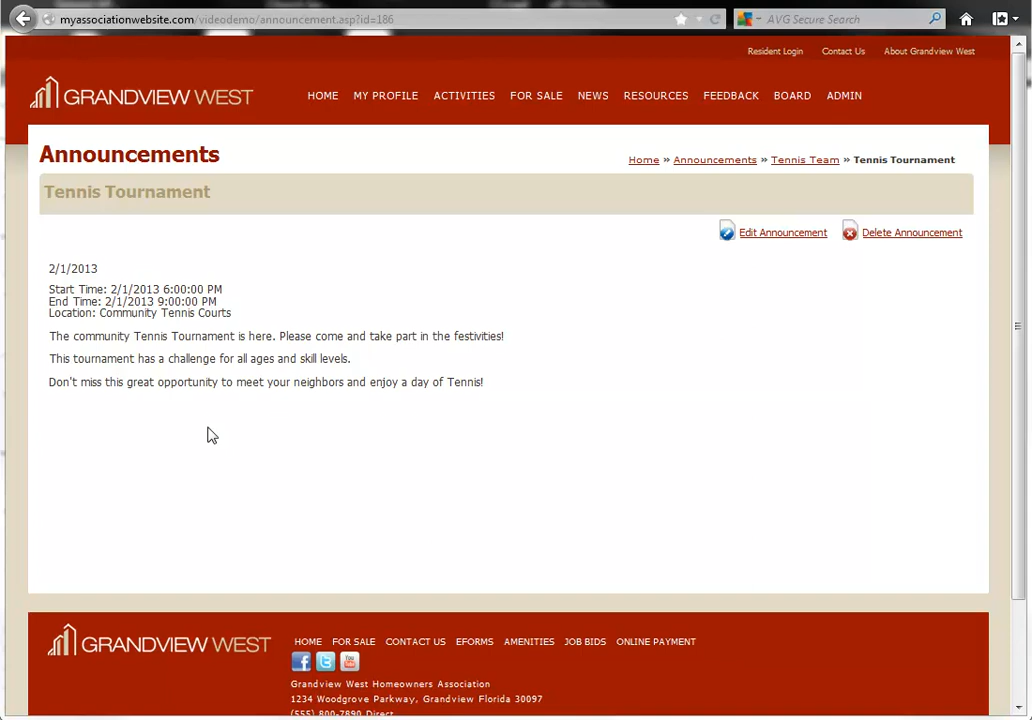 myassociationwebsite.com/videodemo/announcement.asp?id=186
AVG Secure Search
Resident Login Contact Us About Grandview West
GRANDVIEW WEST
HOME MY PROFILE ACTIVITIES FOR SALE NEWS RESOURCES FEEDBACK BOARD ADMIN
Announcements
Home » Announcements » Tennis Team » Tennis Tournament
Tennis Tournament
Edit Announcement Delete Announcement
2/1/2013
Start Time: 2/1/2013 6:00:00 PM
End Time: 2/1/2013 9:00:00 PM
Location: Community Tennis Courts
The community Tennis Tournament is here. Please come and take part in the festivities!
This tournament has a challenge for all ages and skill levels.
Don't miss this great opportunity to meet your neighbors and enjoy a day of Tennis!
GRANDVIEW WEST
HOME FOR SALE CONTACT US EFORMS AMENITIES JOB BIDS ONLINE PAYMENT
f t You Tube
Grandview West Homeowners Association
1234 Woodgrove Parkway, Grandview Florida 30097
(555) 800-7890 Direct